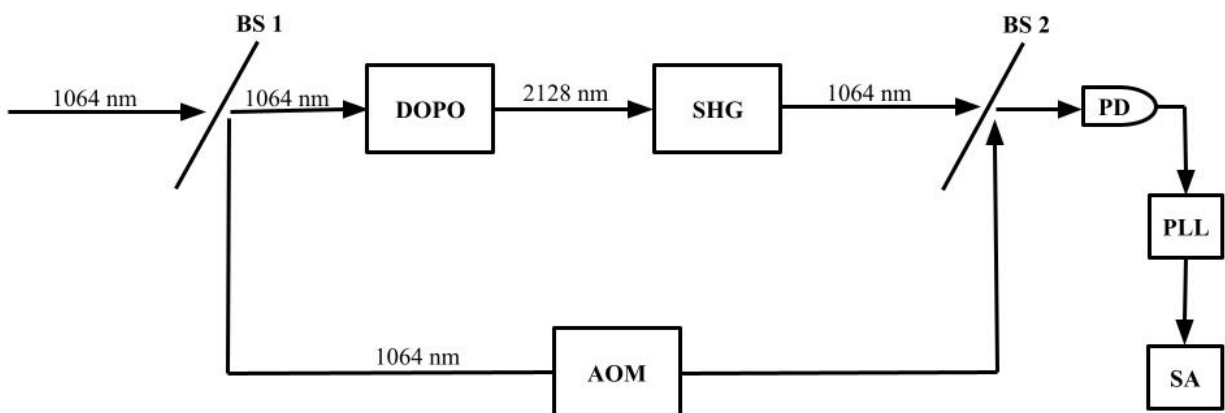 BS 1
BS 2
1064 nm
1064 nm
DOPO
2128 nm
SHG
1064 nm
PD
PLL
1064 nm
AOM
SA